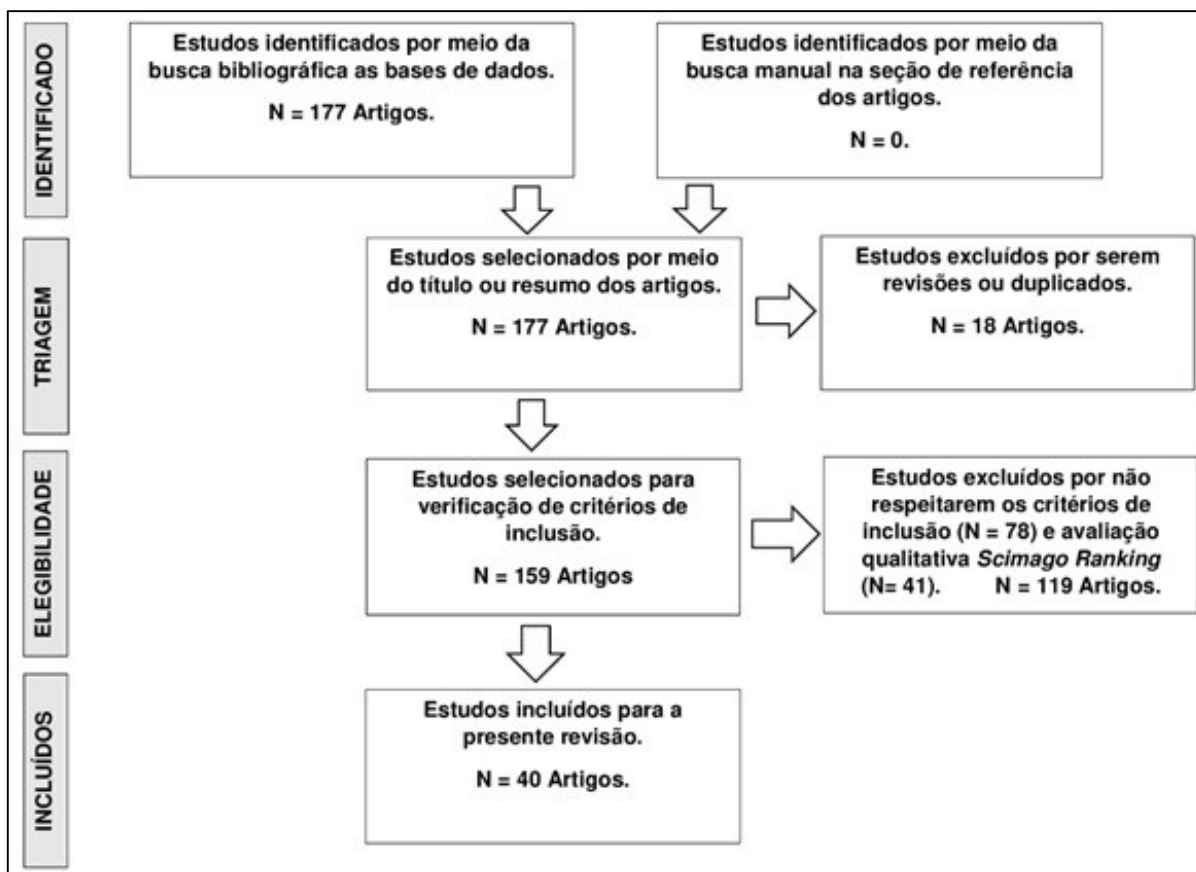 IDENTIFICADO
Estudos identificados por meio da
busca bibliográfica as bases de dados.
N = 177 Artigos.
Estudos identificados por meio da
busca manual na seção de referência
dos artigos.
N = 0.
TRIAGEM
Estudos selecionados por meio
do título ou resumo dos artigos.
N = 177 Artigos.
Estudos excluídos por serem
revisões ou duplicados.
N = 18 Artigos.
ELEGIBILIDADE
Estudos selecionados para
verificação de critérios de
inclusão.
N = 159 Artigos
Estudos excluídos por não
respeitarem os critérios de
inclusão (N = 78) e avaliação
qualitativa Scimago Ranking
(N= 41). N = 119 Artigos.
INCLUÍDOS
Estudos incluídos para a
presente revisão.
N = 40 Artigos.